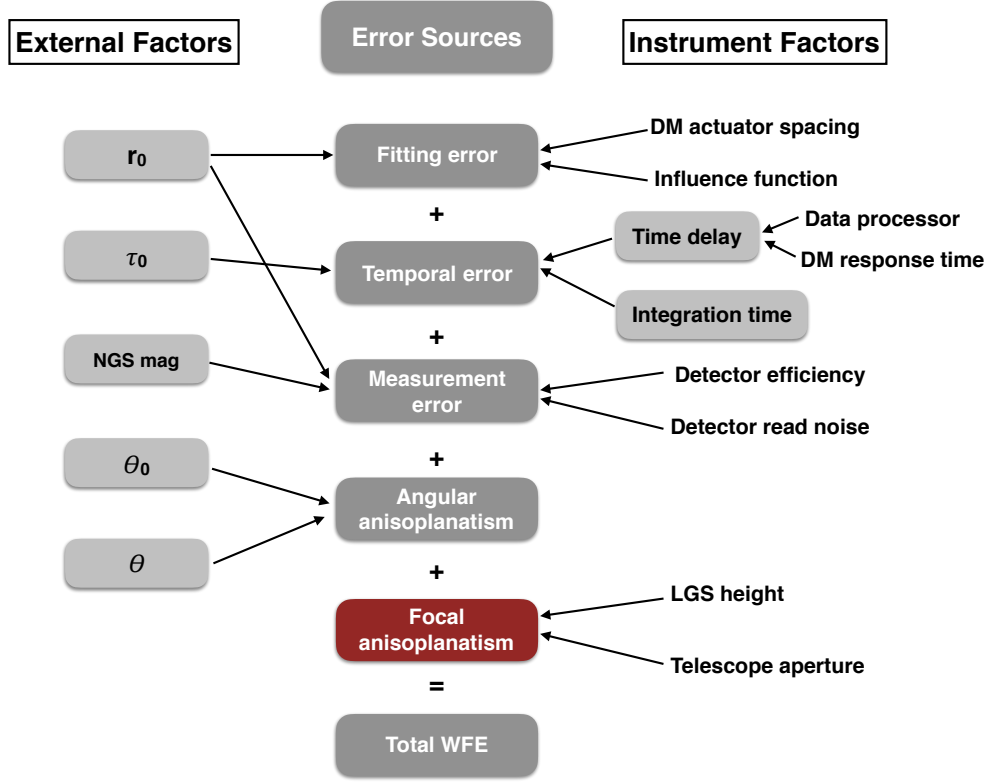 External Factors
Error Sources
Instrument Factors
r₀
Fitting error
DM actuator spacing
Influence function
+
τ₀
Temporal error
Time delay
Data processor
DM response time
Integration time
+
NGS mag
Measurement
error
Detector efficiency
Detector read noise
+
θ₀
Angular
anisoplanatism
θ
+
Focal
anisoplanatism
LGS height
Telescope aperture
=
Total WFE